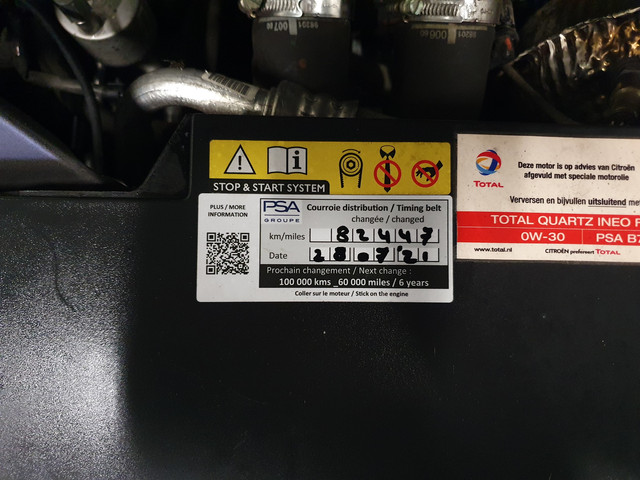 STOP & START SYSTEM
PLUS / MORE
INFORMATION
PSA
GROUPE
Courroie distribution / Timing belt
changée / changed
km/miles 82447
Date 28.07'21
Prochain changement / Next change :
100 000 kms _60 000 miles / 6 years
Coller sur le moteur / Stick on the engine
TOTAL
Deze motor is op advies van Citroën
afgevuld met speciale motorolie
Verversen en bijvullen uitsluitend me
TOTAL QUARTZ INEO F
0W-30 PSA B7
www.total.nl CITROËN prefereert TOTAL